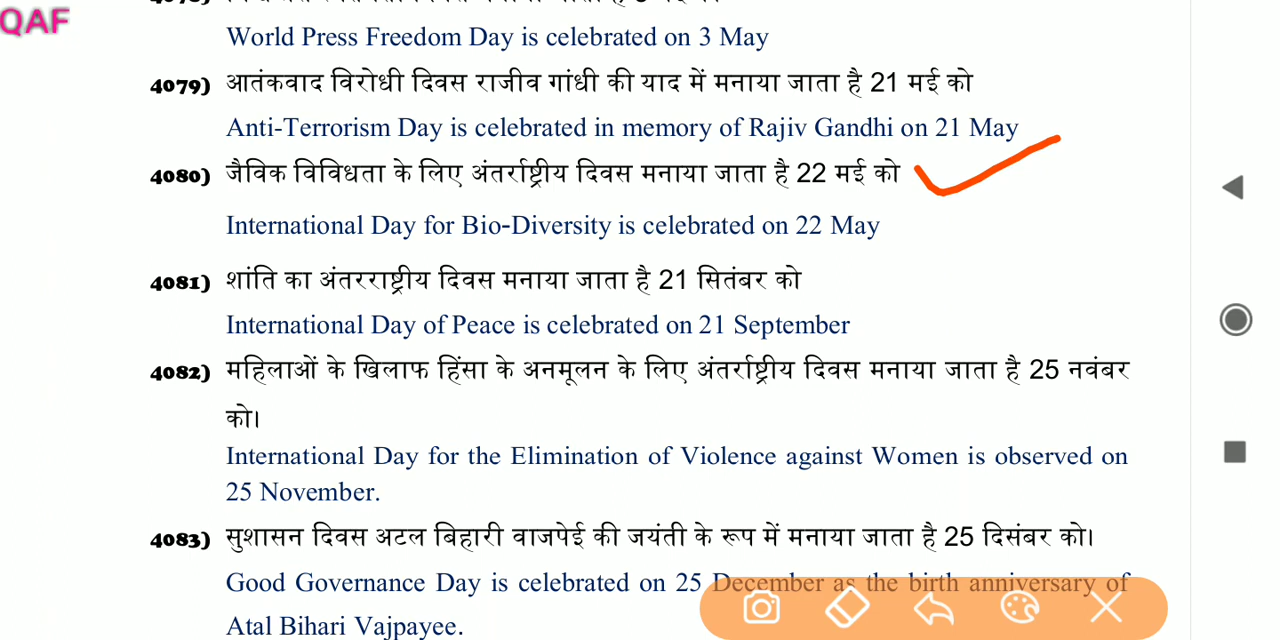 QAF
World Press Freedom Day is celebrated on 3 May
4079) आतंकवाद विरोधी दिवस राजीव गांधी की याद में मनाया जाता है 21 मई को
Anti-Terrorism Day is celebrated in memory of Rajiv Gandhi on 21 May
4080) जैविक विविधता के लिए अंतर्राष्ट्रीय दिवस मनाया जाता है 22 मई को
International Day for Bio-Diversity is celebrated on 22 May
4081) शांति का अंतरराष्ट्रीय दिवस मनाया जाता है 21 सितंबर को
International Day of Peace is celebrated on 21 September
4082) महिलाओं के खिलाफ हिंसा के अनमूलन के लिए अंतर्राष्ट्रीय दिवस मनाया जाता है 25 नवंबर
को।
International Day for the Elimination of Violence against Women is observed on
25 November.
4083) सुशासन दिवस अटल बिहारी वाजपेई की जयंती के रूप में मनाया जाता है 25 दिसंबर को।
Good Governance Day is celebrated on 25 December as the birth anniversary of
Atal Bihari Vajpayee.